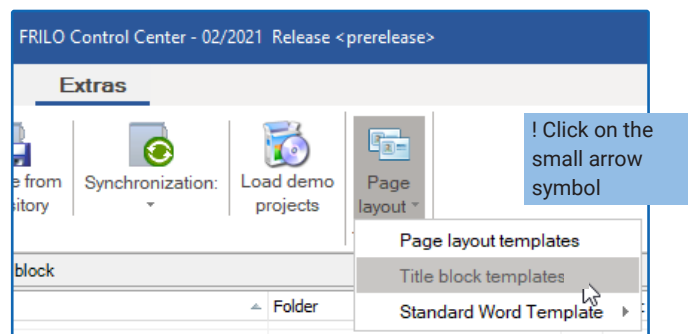 FRILO Control Center - 02/2021 Release <prerelease>
Extras
! Click on the
small arrow
symbol
e from
Synchronization:
Load demo
projects
Page
layout
Page layout templates
block
Title block templates
Folder
Standard Word Template